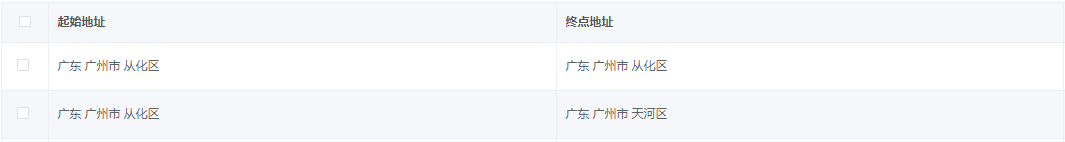 起始地址 终点地址
广东 广州市 从化区 广东 广州市 从化区
广东 广州市 从化区 广东 广州市 天河区